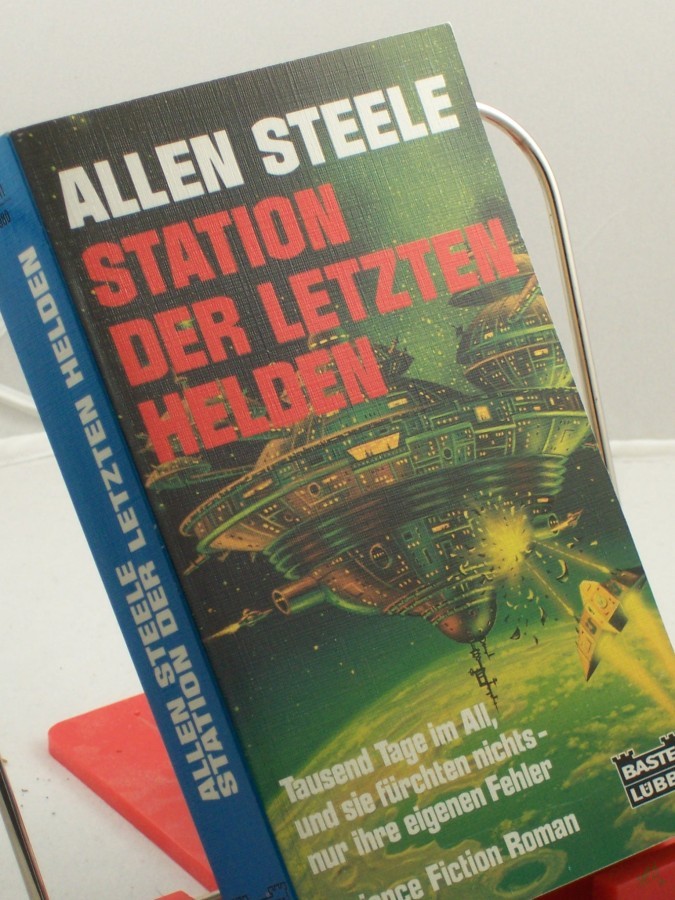 ALLEN STEELE
STATION
DER LETZTEN
HELDEN
Tausend Tage im All,
und sie fürchten nichts-
nur ihre eigenen Fehler
Fiction Roman
BASTE
LÜBB
ALLEN STEELE
STATION DER LETZTEN HELDEN